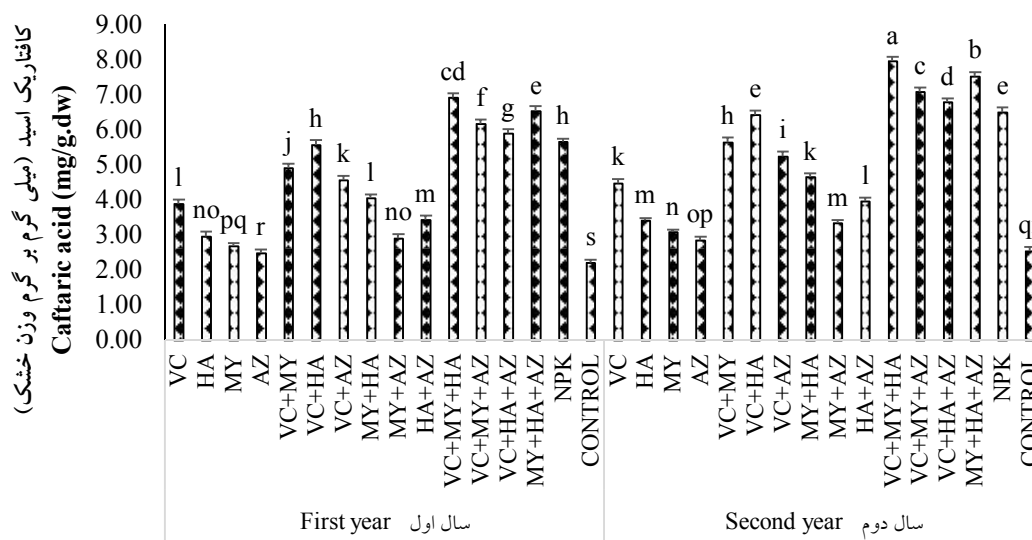 کافتاریک اسید (میلی گرم بر گرم وزن خشک)
Caftaric acid (mg/g.dw)
9.00
8.00
7.00
6.00
5.00
4.00
3.00
2.00
1.00
0.00
l
no
pq
r
j
h
k
l
no
m
cd
f
g
e
h
s
k
m
n
op
h
e
i
k
m
l
a
c
d
b
e
q
VC
HA
MY
AZ
VC+MY
VC+HA
VC+AZ
MY+HA
MY+AZ
HA+AZ
VC+MY+HA
VC+MY+AZ
VC+HA+AZ
MY+HA+AZ
NPK
CONTROL
VC
HA
MY
AZ
VC+MY
VC+HA
VC+AZ
MY+HA
MY+AZ
HA+AZ
VC+MY+HA
VC+MY+AZ
VC+HA+AZ
MY+HA+AZ
NPK
CONTROL
First year سال اول
Second year سال دوم